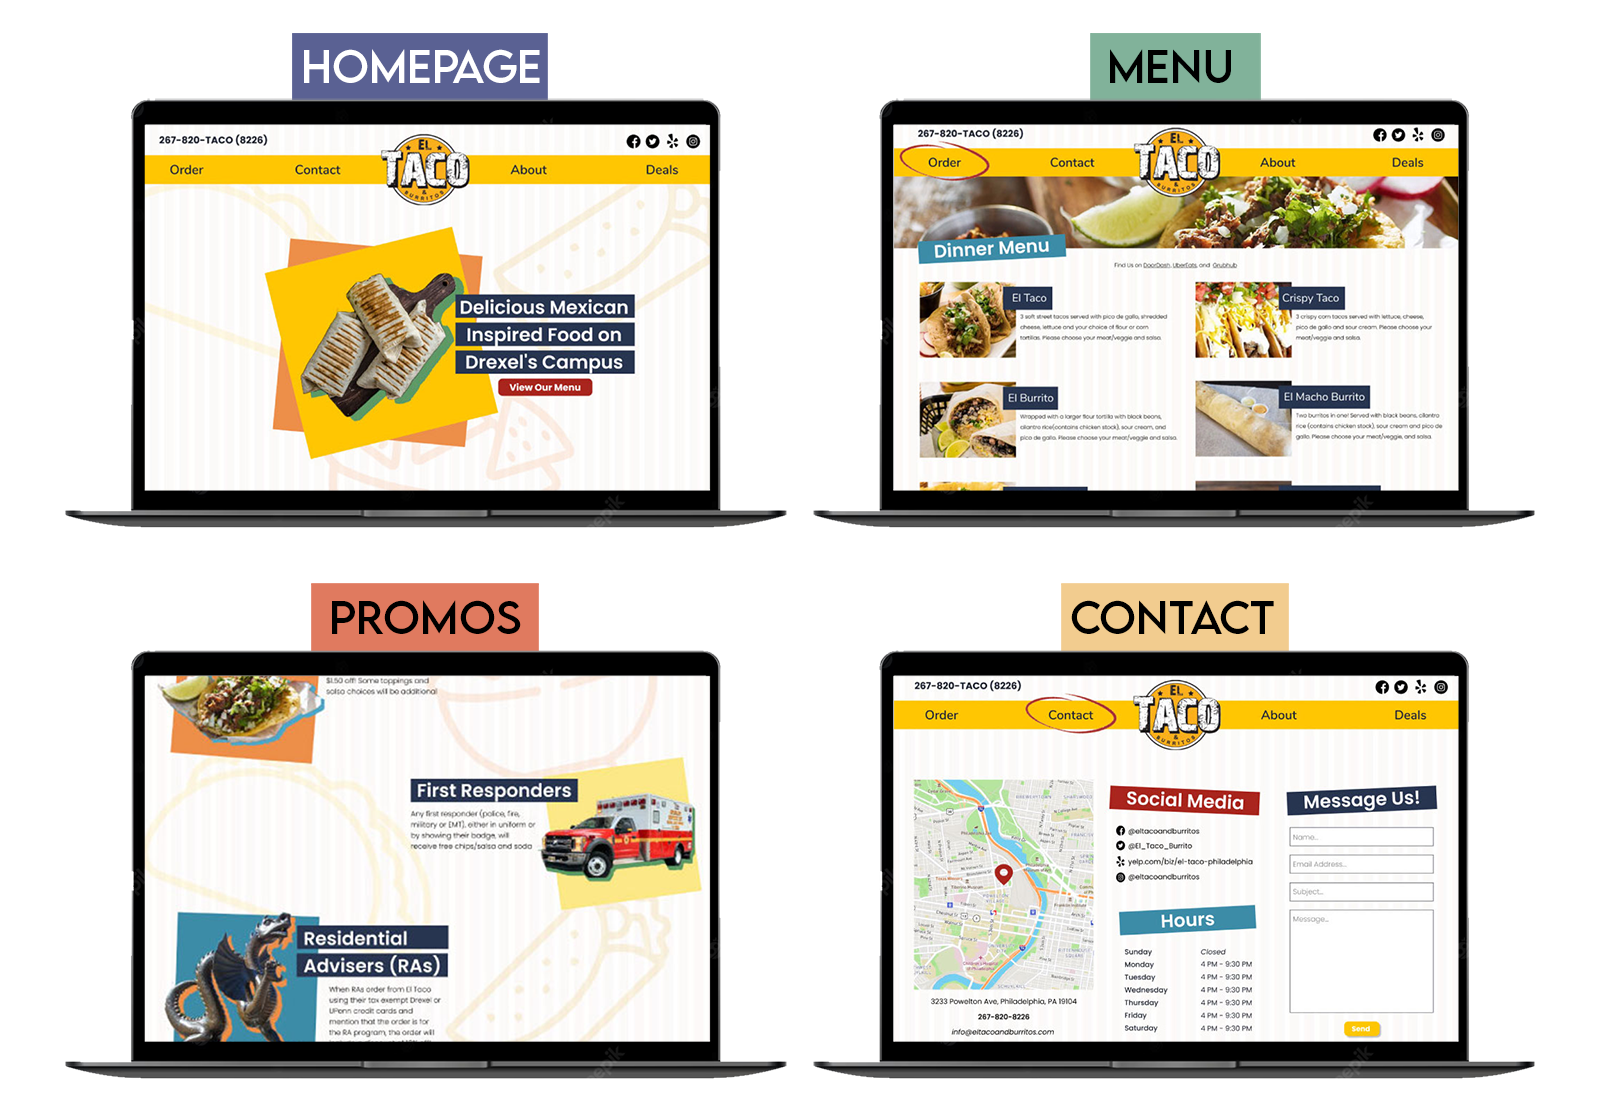 HOMEPAGE
267-820-TACO (8226)
EL
TACO
&
BURRITOS
Order
Contact
About
Deals
Delicious Mexican
Inspired Food on
Drexel's Campus
View Our Menu
MENU
267-820-TACO (8226)
EL
TACO
&
BURRITOS
Order
Contact
About
Deals
Dinner Menu
Find Us on DoorDash, UberEats, and Grubhub
El Taco
3 soft street tacos served with pico de gallo, shredded
cheese, lettuce and your choice of flour or corn
tortillas. Please choose your meat/veggie and salsa.
Crispy Taco
3 crispy corn tacos served with lettuce, cheese,
pico de gallo and sour cream. Please choose your
meat/veggie and salsa.
El Burrito
Wrapped with a larger flour tortilla with black beans,
cilantro rice(contains chicken stock), sour cream, and
pico de gallo. Please choose your meat/veggie, and salsa.
El Macho Burrito
Two burritos in one! Served with black beans, cilantro
rice (contains chicken stock), sour cream and pico de
gallo. Please choose your meat/veggie, and salsa.
PROMOS
$1.50 off! Some toppings and
salsa choices will be additional
First Responders
Any first responder (police, fire,
military or EMT), either in uniform or
by showing their badge, will
receive free chips/salsa and soda
Residential
Advisers (RAs)
When RAs order from El Taco
using their tax exempt Drexel or
UPenn credit cards and
mention that the order is for
the RA program, the order will
CONTACT
267-820-TACO (8226)
EL
TACO
&
BURRITOS
Order
Contact
About
Deals
3233 Powelton Ave, Philadelphia, PA 19104
267-820-8226
info@eltacoandburritos.com
Social Media
@eltacoandburritos
@El_Taco_Burrito
yelp.com/biz/el-taco-philadelphia
@eltacoandburritos
Hours
Sunday Closed
Monday 4 PM - 9:30 PM
Tuesday 4 PM - 9:30 PM
Wednesday 4 PM - 9:30 PM
Thursday 4 PM - 9:30 PM
Friday 4 PM - 9:30 PM
Saturday 4 PM - 9:30 PM
Message Us!
Name...
Email Address...
Subject...
Message...
Send